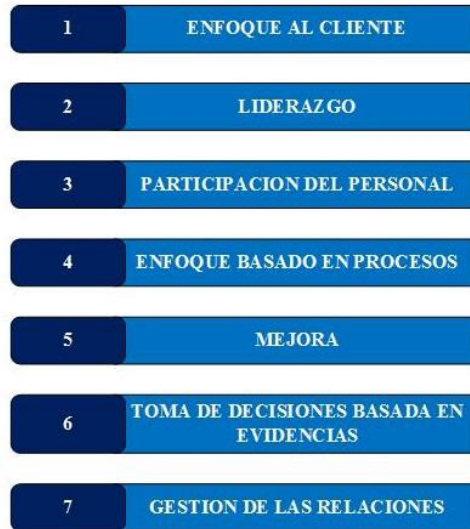 1 ENFOQUE AL CLIENTE
2 LIDERAZGO
3 PARTICIPACION DEL PERSONAL
4 ENFOQUE BASADO EN PROCESOS
5 MEJORA
6 TOMA DE DECISIONES BASADA EN
EVIDENCIAS
7 GESTION DE LAS RELACIONES